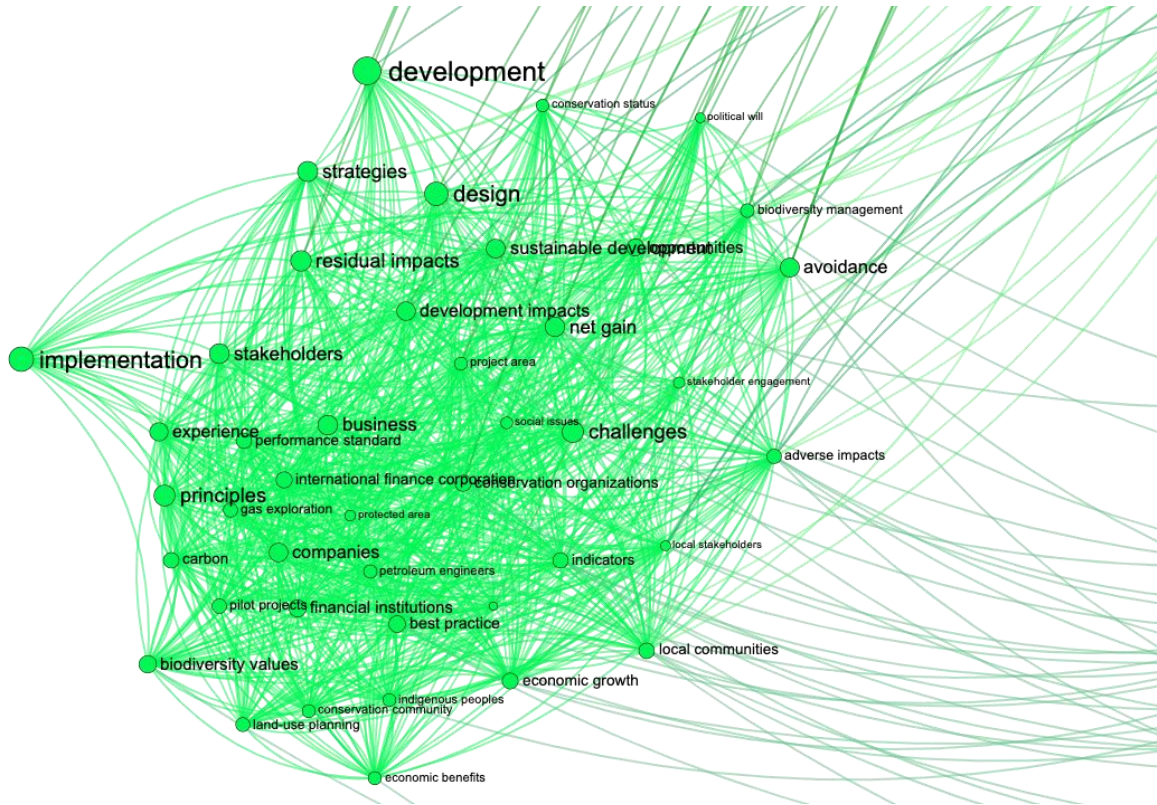 development
conservation status
political will
strategies
design
biodiversity management
sustainable development
opportunities
residual impacts
avoidance
development impacts
net gain
stakeholders
implementation
project area
stakeholder engagement
business
social issues
experience
challenges
performance standard
adverse impacts
international finance corporation
conservation organizations
principles
gas exploration
protected area
local stakeholders
companies
carbon
indicators
petroleum engineers
pilot projects
financial institutions
best practice
local communities
biodiversity values
economic growth
indigenous peoples
conservation community
land-use planning
economic benefits